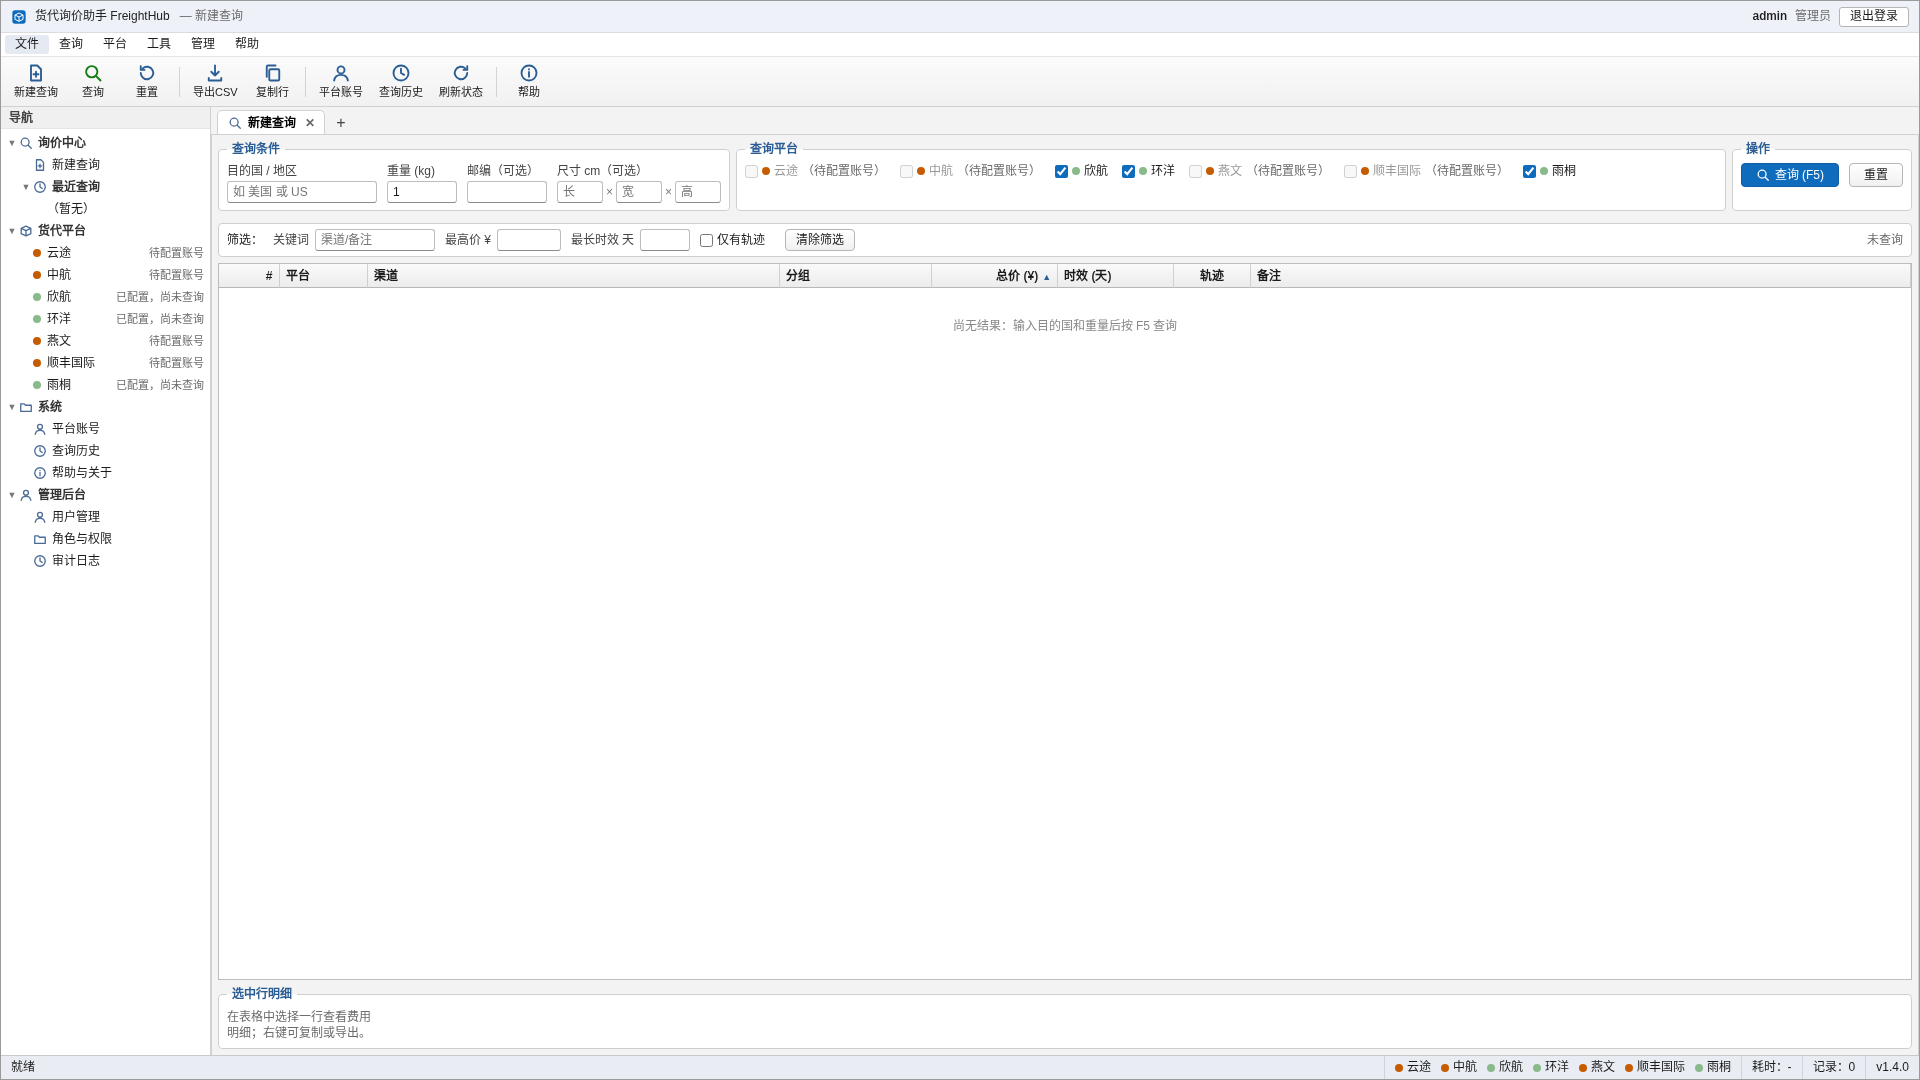 货代询价助手 FreightHub — 新建查询 admin 管理员 退出登录
文件 查询 平台 工具 管理 帮助
新建查询 查询 重置 导出CSV 复制行 平台账号 查询历史 刷新状态 帮助
导航
询价中心
新建查询
最近查询
（暂无）
货代平台
云途 待配置账号
中航 待配置账号
欣航 已配置，尚未查询
环洋 已配置，尚未查询
燕文 待配置账号
顺丰国际 待配置账号
雨桐 已配置，尚未查询
系统
平台账号
查询历史
帮助与关于
管理后台
用户管理
角色与权限
审计日志
新建查询 ✕ +
查询条件
目的国 / 地区 重量 (kg) 邮编（可选） 尺寸 cm（可选）
如 美国 或 US 1 长 × 宽 × 高
查询平台
云途 （待配置账号） 中航 （待配置账号） 欣航 环洋 燕文 （待配置账号） 顺丰国际 （待配置账号） 雨桐
操作
查询 (F5) 重置
筛选： 关键词 渠道/备注 最高价 ¥ 最长时效 天 仅有轨迹 清除筛选 未查询
# 平台 渠道 分组 总价 (¥) ▲ 时效 (天) 轨迹 备注
尚无结果：输入目的国和重量后按 F5 查询
选中行明细
在表格中选择一行查看费用
明细；右键可复制或导出。
就绪 云途 中航 欣航 环洋 燕文 顺丰国际 雨桐 耗时：- 记录：0 v1.4.0